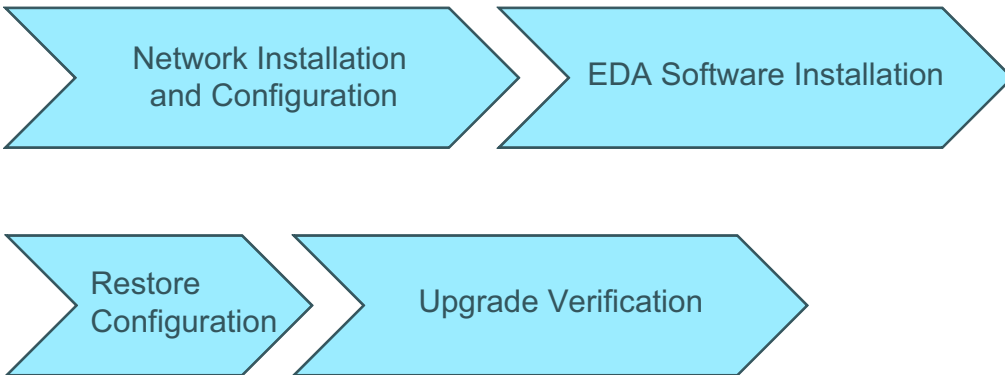 Network Installation
and Configuration
EDA Software Installation
Restore
Configuration
Upgrade Verification